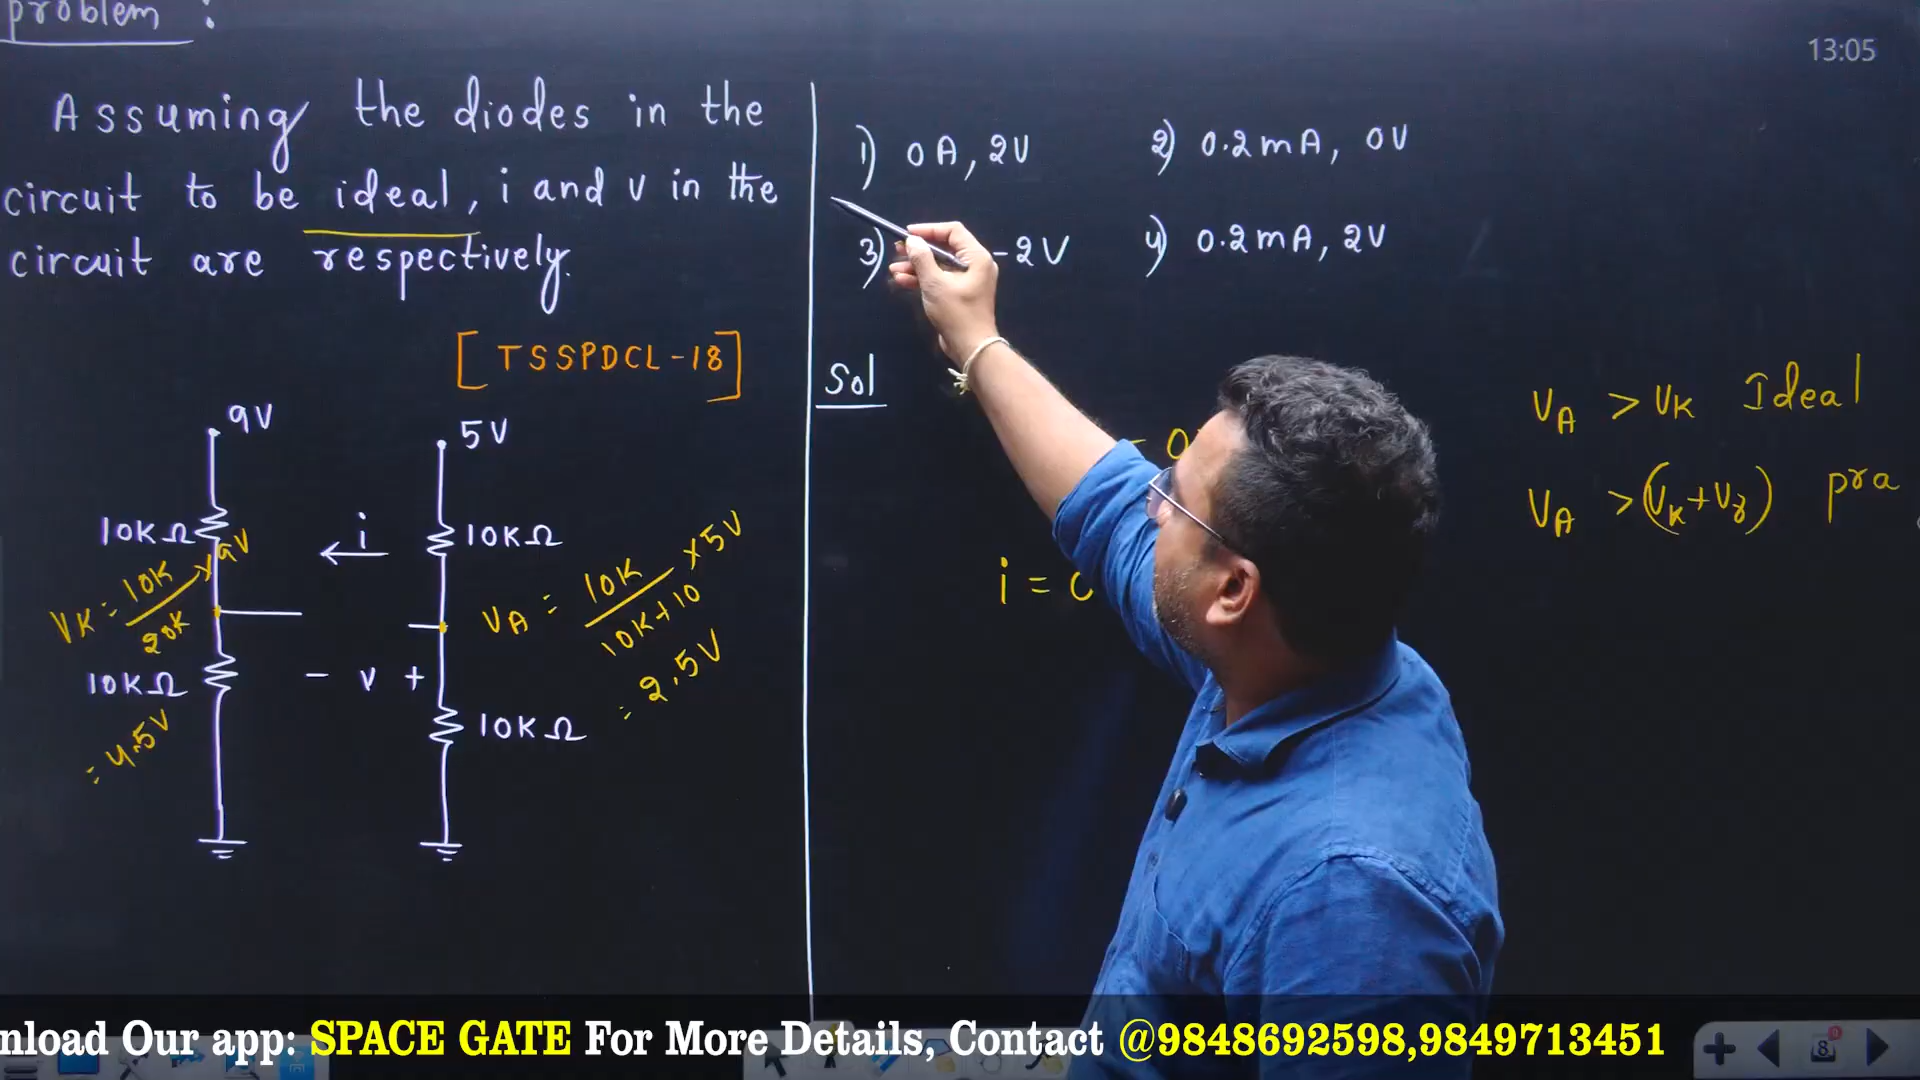 problem :
13:05
Assuming the diodes in the
circuit to be ideal, i and v in the
circuit are respectively.
[TSSPDCL-18]
1) 0A, 2V
2) 0.2mA, 0V
3) -2V
4) 0.2mA, 2V
Sol
VA > VK Ideal
VA > (VK+Vγ) pra
i =
9V
5V
10KΩ
i
10KΩ
VK = 10K/20K × 9V
= 4.5V
VA = 10K/10K+10 × 5V
= 2.5V
10KΩ
- v +
10KΩ
nload Our app: SPACE GATE For More Details, Contact @9848692598,9849713451
8